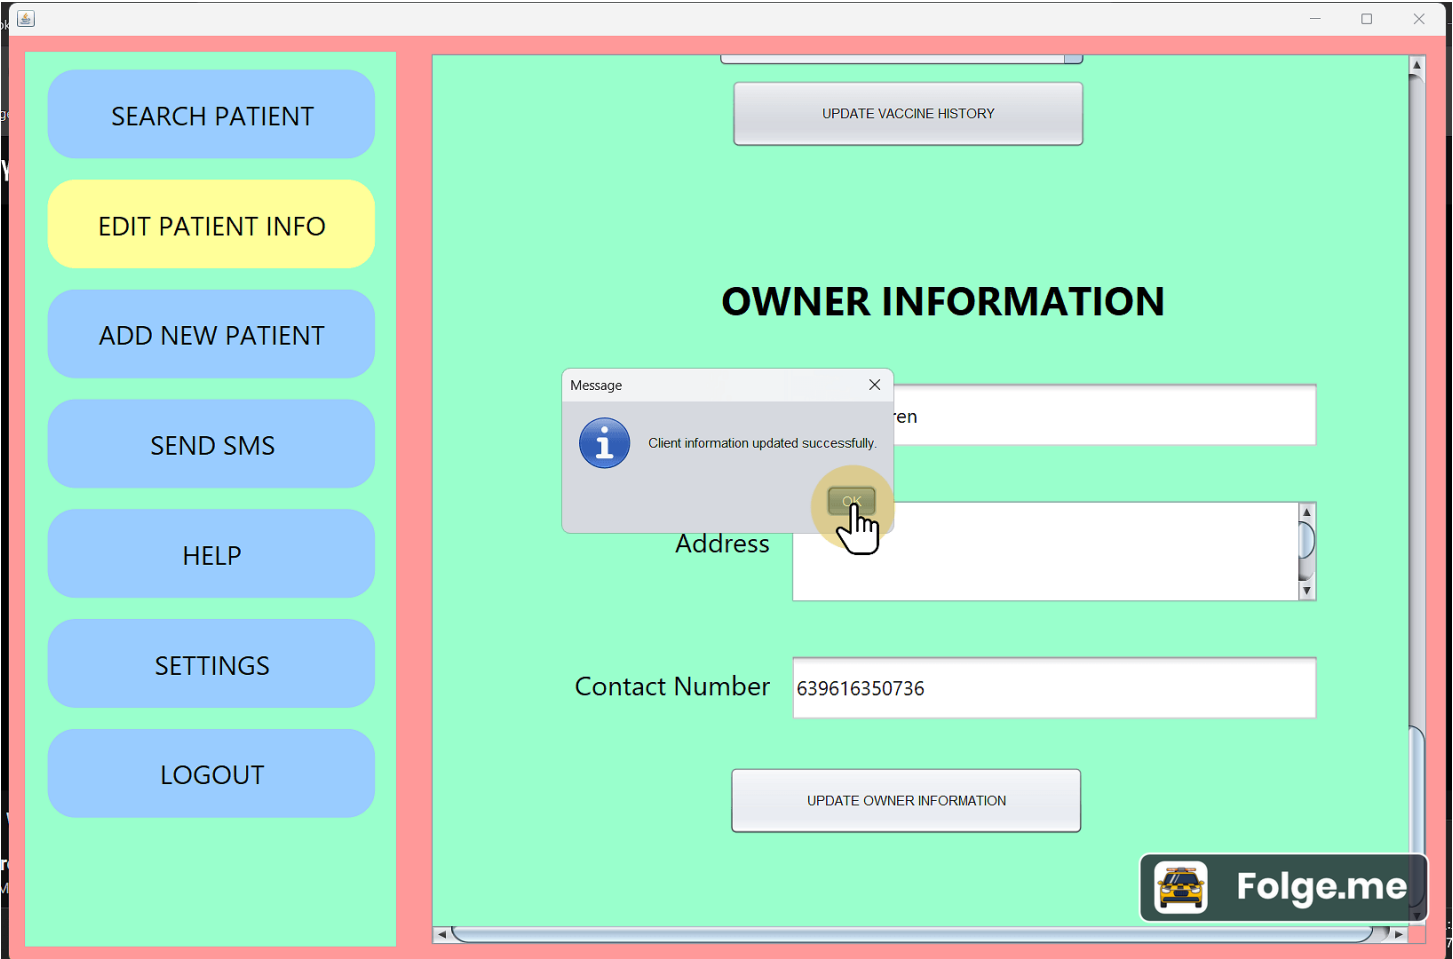 SEARCH PATIENT
EDIT PATIENT INFO
ADD NEW PATIENT
SEND SMS
HELP
SETTINGS
LOGOUT
UPDATE VACCINE HISTORY
OWNER INFORMATION
Message
ren
Client information updated successfully.
OK
Address
Contact Number
639616350736
UPDATE OWNER INFORMATION
Folge.me